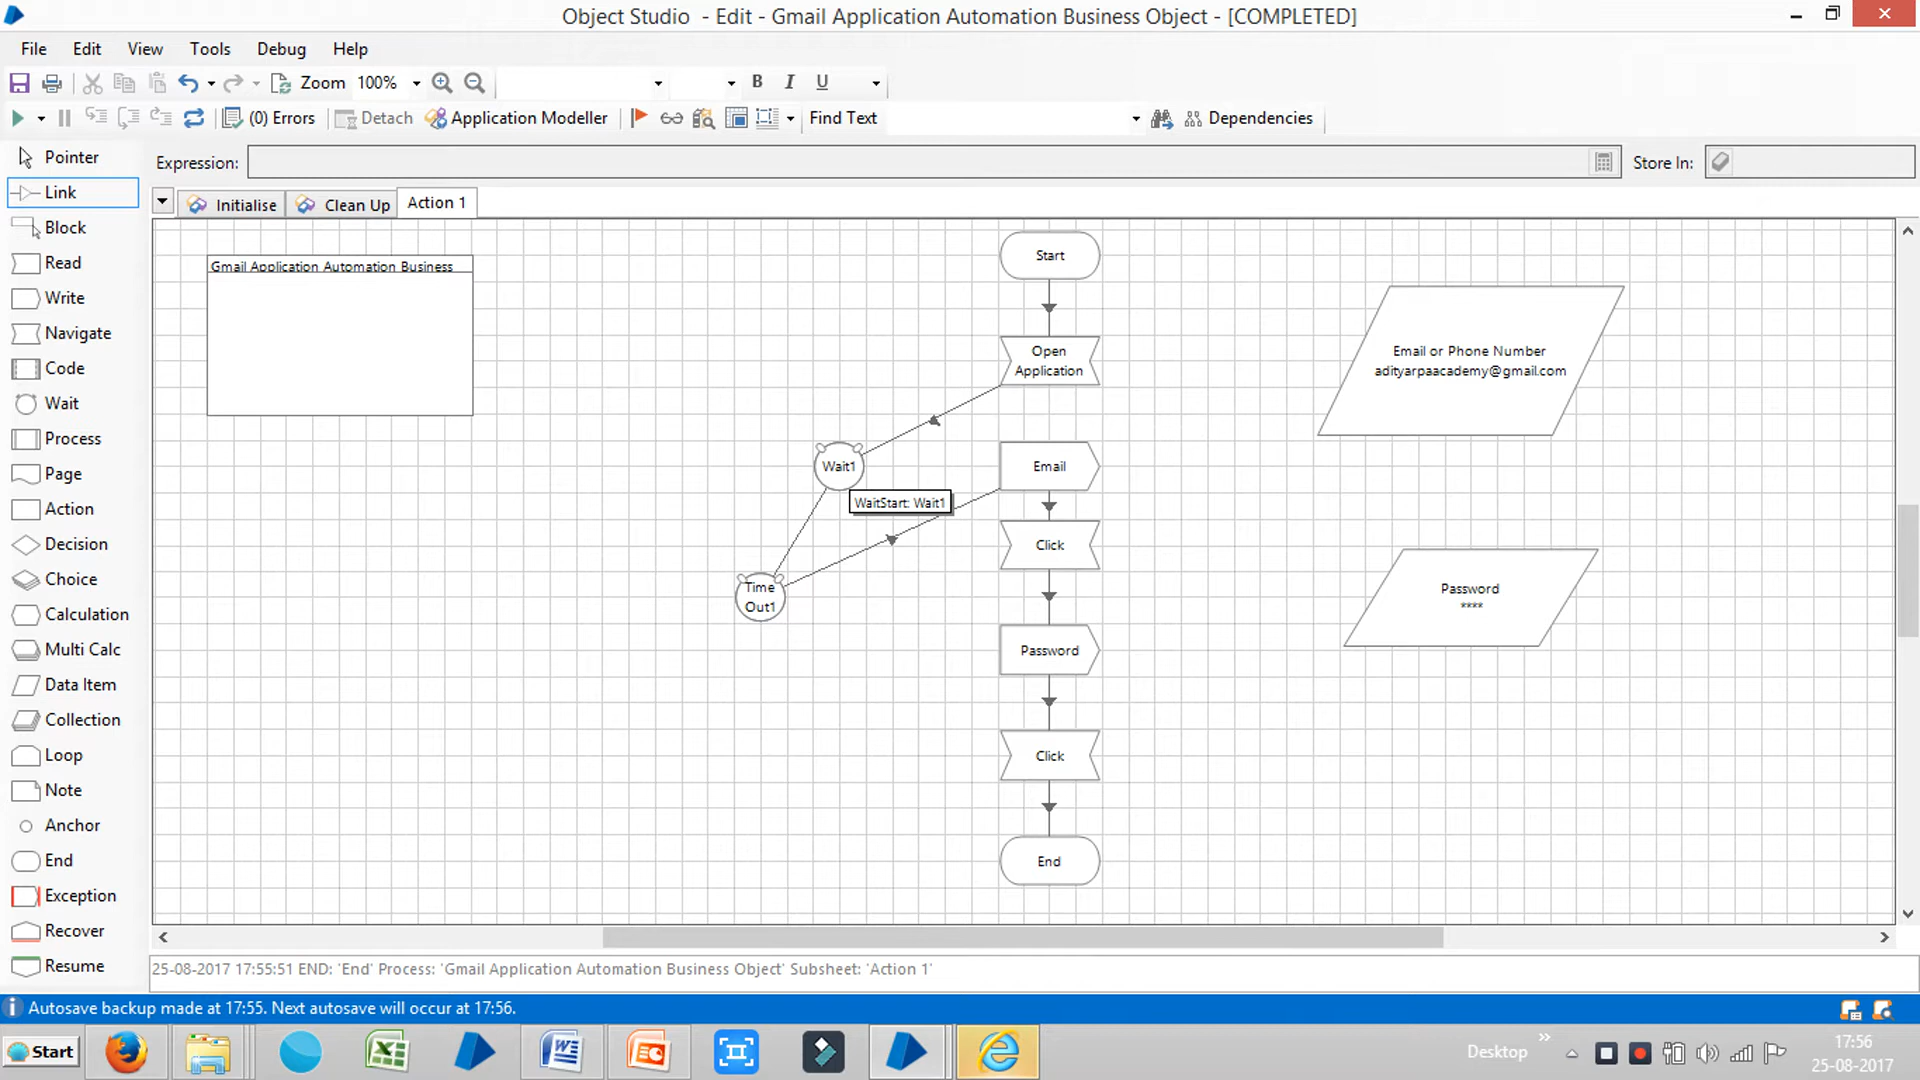 Object Studio  - Edit - Gmail Application Automation Business Object - [COMPLETED]
File Edit View Tools Debug Help
Zoom 100% B I U
(0) Errors Detach Application Modeller Find Text Dependencies
Pointer
Link
Block
Read
Write
Navigate
Code
Wait
Process
Page
Action
Decision
Choice
Calculation
Multi Calc
Data Item
Collection
Loop
Note
Anchor
End
Exception
Recover
Resume
Expression: Store In:
Initialise Clean Up Action 1
Gmail Application Automation Business
Start
Open
Application
Wait1
WaitStart: Wait1
Time
Out1
Email
Click
Password
Click
End
Email or Phone Number
adityarpaacademy@gmail.com
Password
****
25-08-2017 17:55:51 END: 'End' Process: 'Gmail Application Automation Business Object' Subsheet: 'Action 1'
Autosave backup made at 17:55. Next autosave will occur at 17:56.
Start Desktop 17:56
25-08-2017